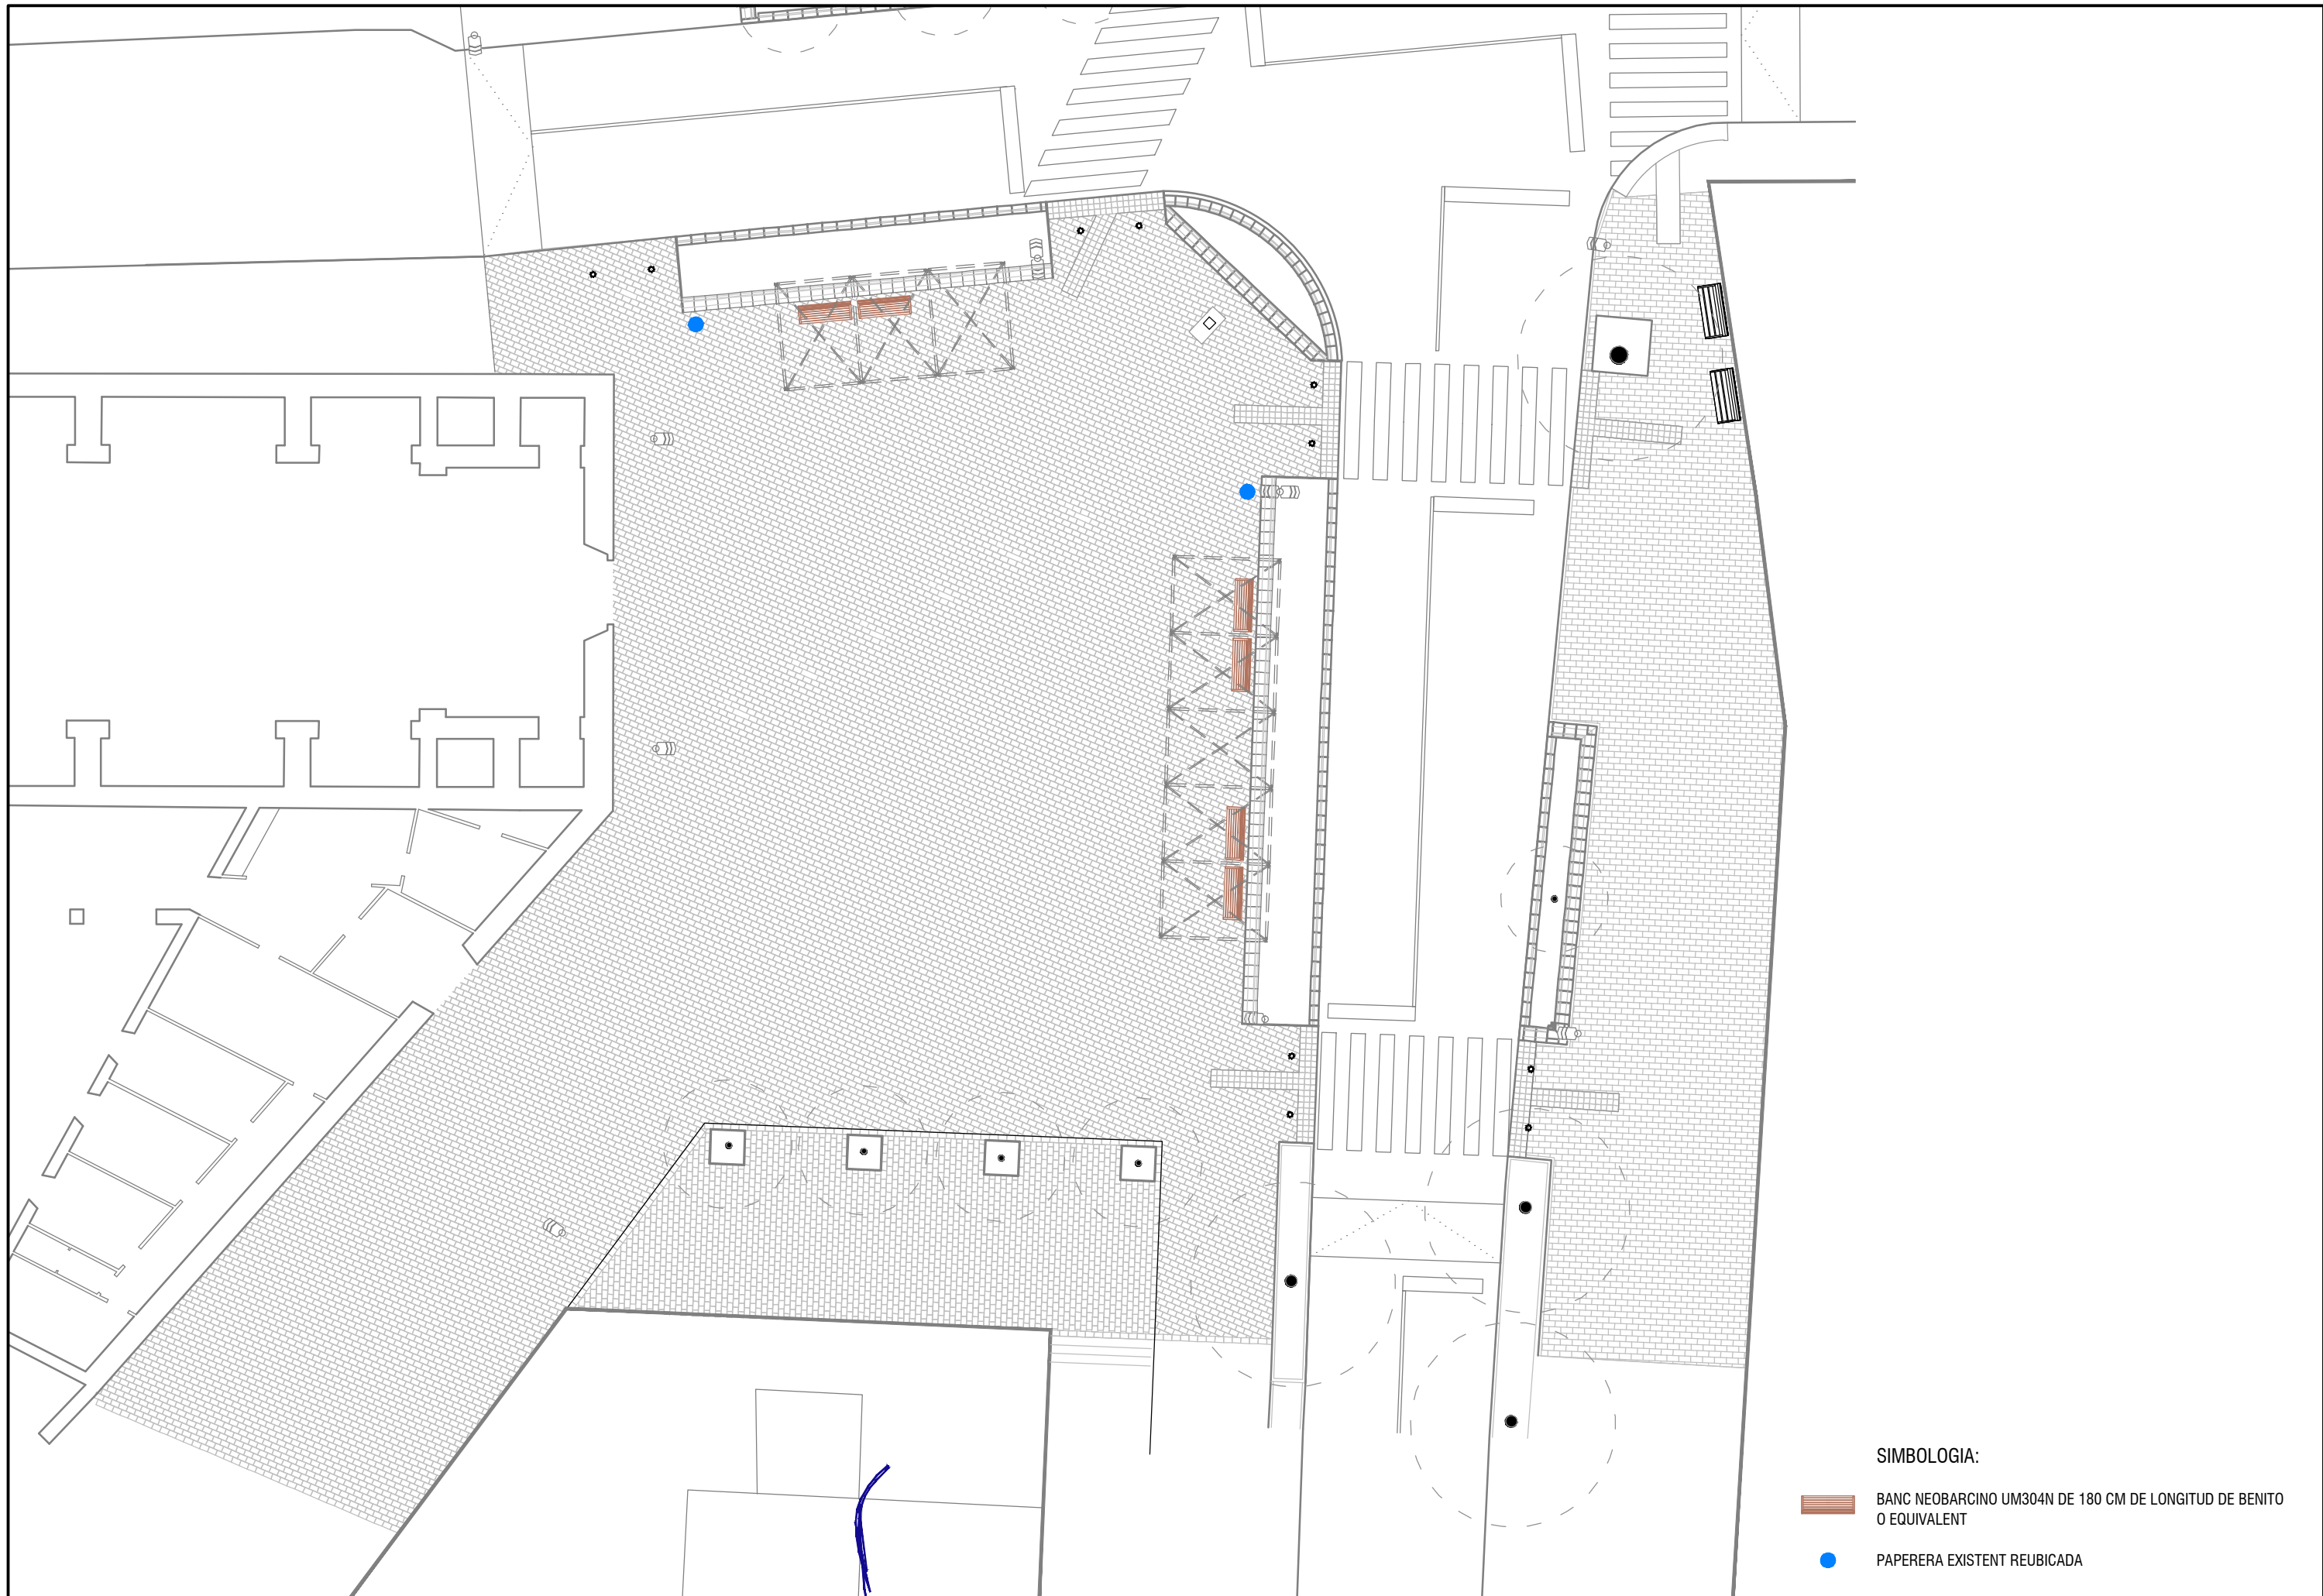 SIMBOLOGIA:
BANC NEOBARCINO UM304N DE 180 CM DE LONGITUD DE BENITO
O EQUIVALENT
PAPERERA EXISTENT REUBICADA